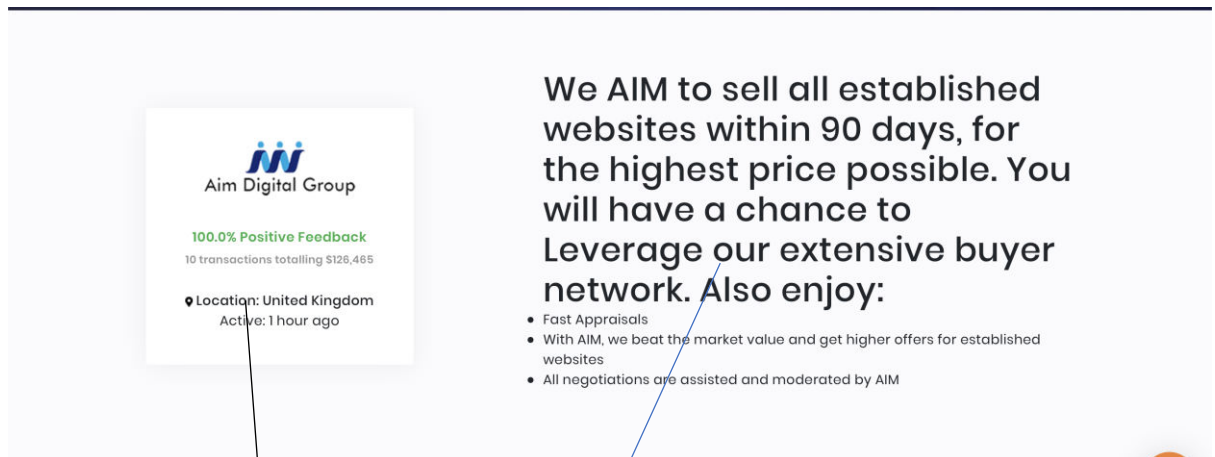 Aim Digital Group
100.0% Positive Feedback
10 transactions totalling $126,465
Location: United Kingdom
Active: 1 hour ago
We AIM to sell all established
websites within 90 days, for
the highest price possible. You
will have a chance to
Leverage our extensive buyer
network. Also enjoy:
• Fast Appraisals
• With AIM, we beat the market value and get higher offers for established
websites
• All negotiations are assisted and moderated by AIM